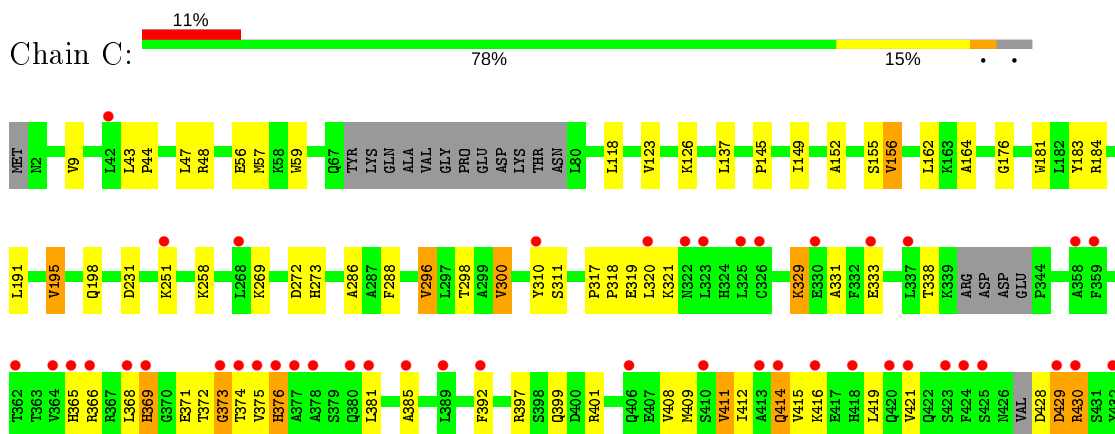 11%
Chain C:
78% 15% • •
MET N2 V9 L42 L43 P44 L47 R48 E56 M57 K58 W59 Q67 TYR LYS GLN ALA VAL GLY PRO GLU ASP LYS THR ASN L80 L118 V123 K126 L137 P145 I149 A152 S155 V156 L162 K163 A164 G176 W181 L182 Y183 R184
L191 V195 Q198 D231 K251 K258 L268 K269 D272 H273 A286 A287 F288 V296 L297 T298 A299 V300 Y310 S311 P317 P318 E319 L320 K321 N322 L323 H324 L325 C326 K329 E330 A331 F332 E333 L337 T338 K339 ARG ASP ASP GLU P344 A358 F359
T362 T363 V364 H365 R366 R367 L368 H369 G370 E371 T372 G373 T374 V375 H376 A377 A378 S379 Q380 L381 A385 L389 F392 R397 S398 Q399 D400 R401 Q406 E407 V408 M409 S410 V411 I412 A413 Q414 V415 K416 E417 H418 L419 Q420 V421 Q422 S423 F424 S425 N426 VAL D428 D429 R430 S431